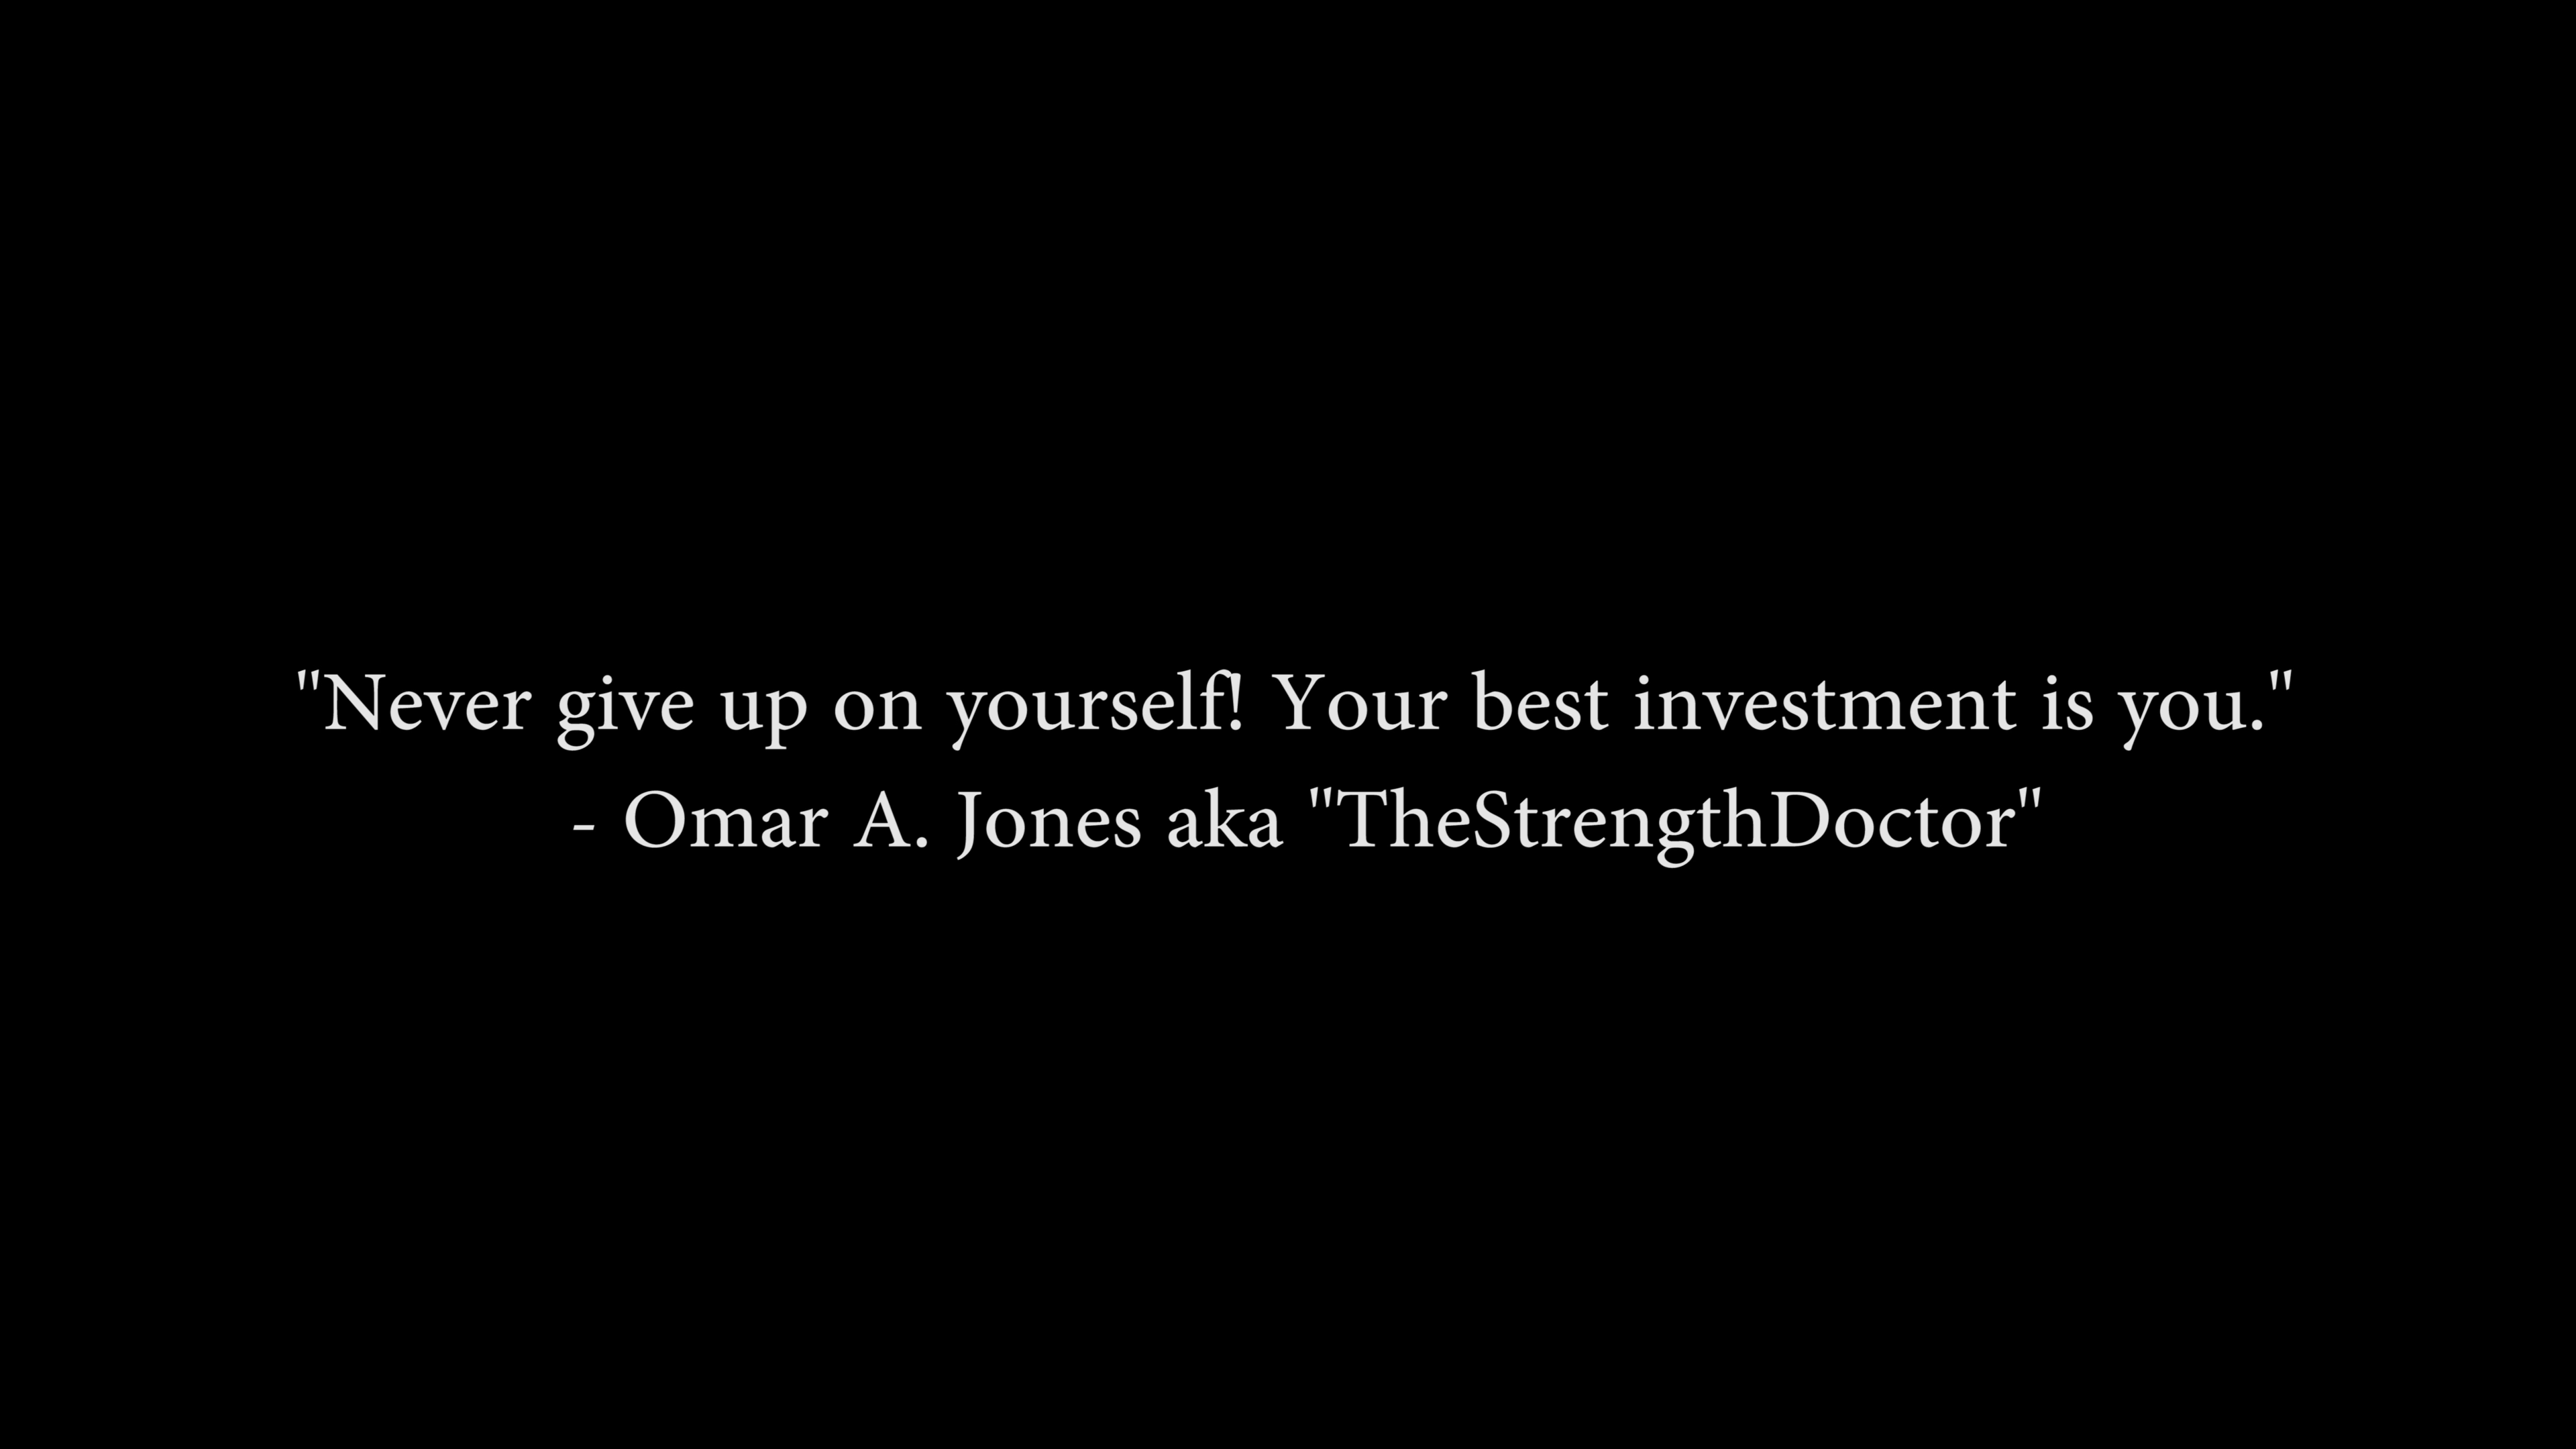 "Never give up on yourself! Your best investment is you."
- Omar A. Jones aka "TheStrengthDoctor"